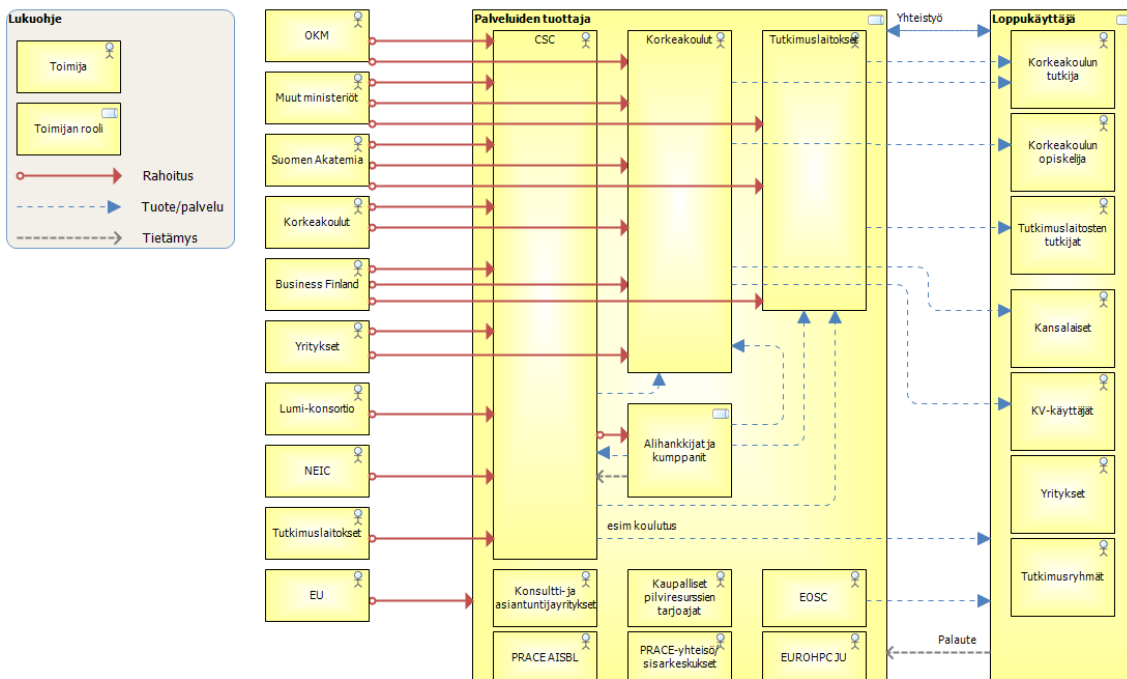 Lukuohje
Toimija
Toimijan rooli
Rahoitus
Tuote/palvelu
Tietämys
OKM
Muut ministeriöt
Suomen Akatemia
Korkeakoulut
Business Finland
Yritykset
Lumi-konsortio
NEIC
Tutkimuslaitokset
EU
Palveluiden tuottaja
CSC
Korkeakoulut
Tutkimuslaitokset
Alihankkijat ja
kumppanit
esim koulutus
Konsultti- ja
asiantuntijayritykset
Kaupalliset
pilviresurssien
tarjoajat
EOSC
PRACE AISBL
PRACE-yhteisö/
sisarkeskukset
EUROHPC JU
Yhteistyö
Palaute
Loppukäyttäjä
Korkeakoulun
tutkija
Korkeakoulun
opiskelija
Tutkimuslaitosten
tutkijat
Kansalaiset
KV-käyttäjät
Yritykset
Tutkimusryhmät